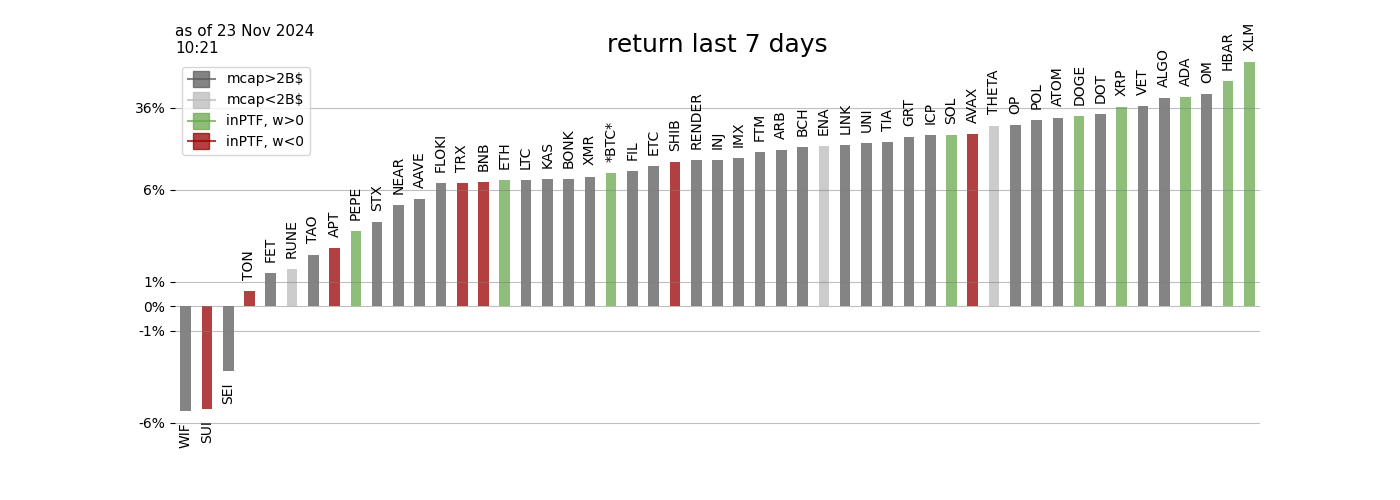 as of 23 Nov 2024
10:21
return last 7 days
mcap>2B$
mcap<2B$
inPTF, w>0
inPTF, w<0
36%
6%
1%
0%
-1%
-6%
WIF
SUI
SEI
TON
FET
RUNE
TAO
APT
PEPE
STX
NEAR
AAVE
FLOKI
TRX
BNB
ETH
LTC
KAS
BONK
XMR
*BTC*
FIL
ETC
SHIB
RENDER
INJ
IMX
FTM
ARB
BCH
ENA
LINK
UNI
TIA
GRT
ICP
SOL
AVAX
THETA
OP
POL
ATOM
DOGE
DOT
XRP
VET
ALGO
ADA
OM
HBAR
XLM